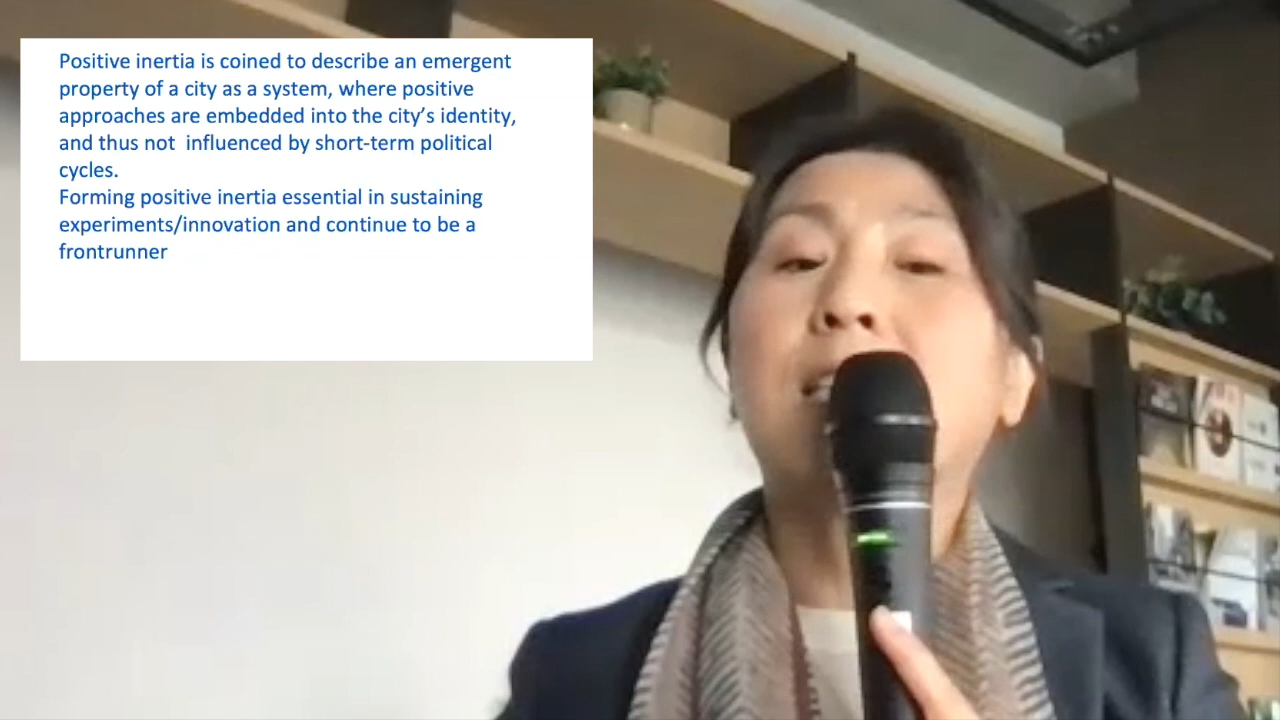 Positive inertia is coined to describe an emergent
property of a city as a system, where positive
approaches are embedded into the city’s identity,
and thus not  influenced by short-term political
cycles.
Forming positive inertia essential in sustaining
experiments/innovation and continue to be a
frontrunner